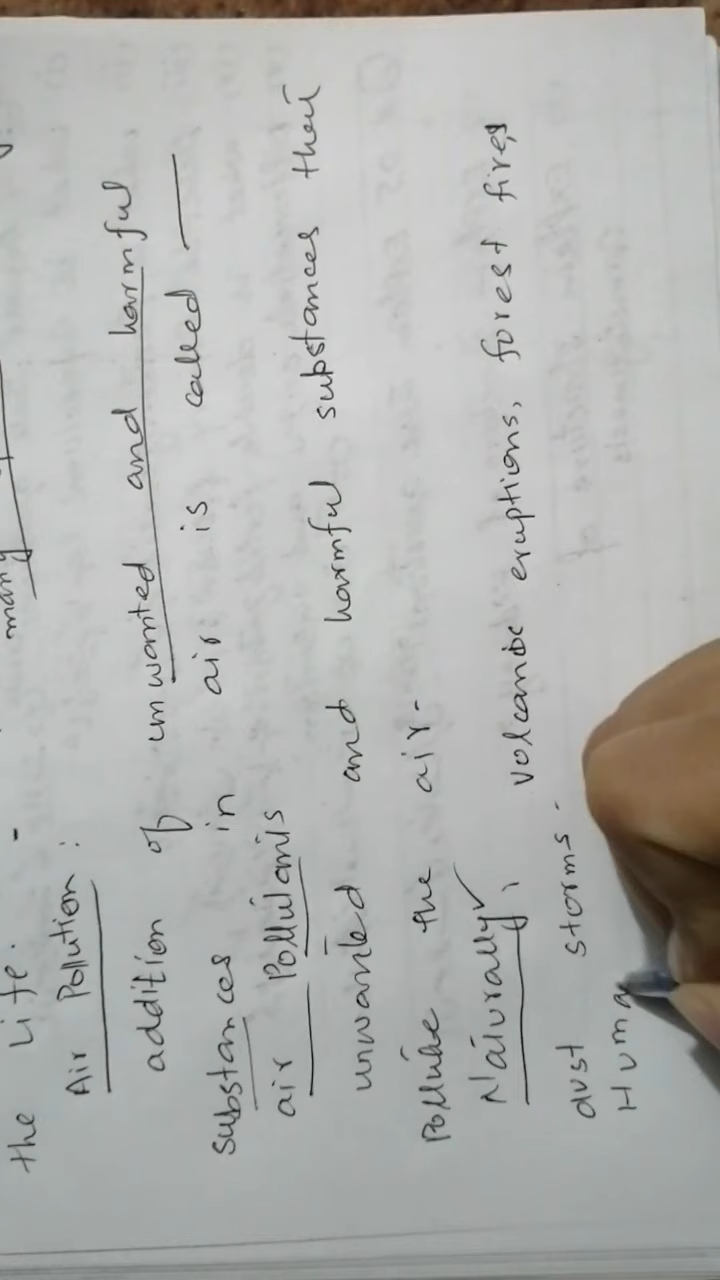 many
the Life. -
Air Pollution :
addition of unwanted and harmful
substances in air is called —
air Pollutants
unwanted and harmful substances that
Pollute the air-
Naturally, volcanic eruptions, forest fires
dust storms-
Huma